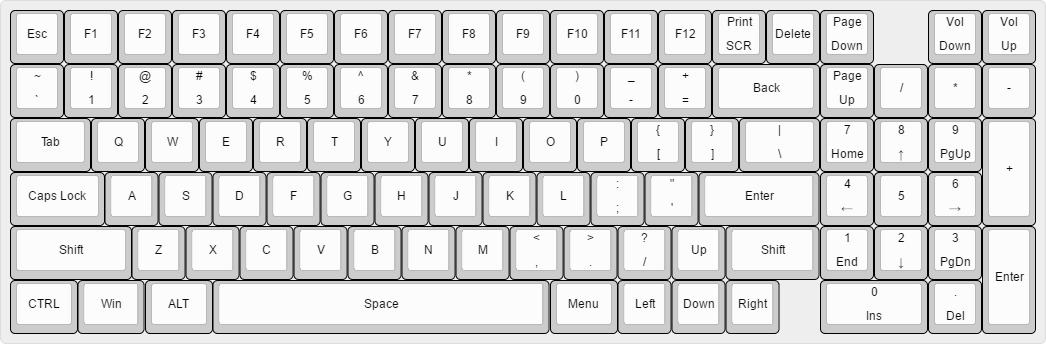 Esc F1 F2 F3 F4 F5 F6 F7 F8 F9 F10 F11 F12 Print SCR Delete Page Down Vol Down Vol Up
~ ` ! 1 @ 2 # 3 $ 4 % 5 ^ 6 & 7 * 8 ( 9 ) 0 _ - + = Back Page Up / * -
Tab Q W E R T Y U I O P { [ } ] | \ 7 Home 8 ↑ 9 PgUp +
Caps Lock A S D F G H J K L : ; " ' Enter 4 ← 5 6 →
Shift Z X C V B N M < , > . ? / Up Shift 1 End 2 ↓ 3 PgDn Enter
CTRL Win ALT Space Menu Left Down Right 0 Ins . Del